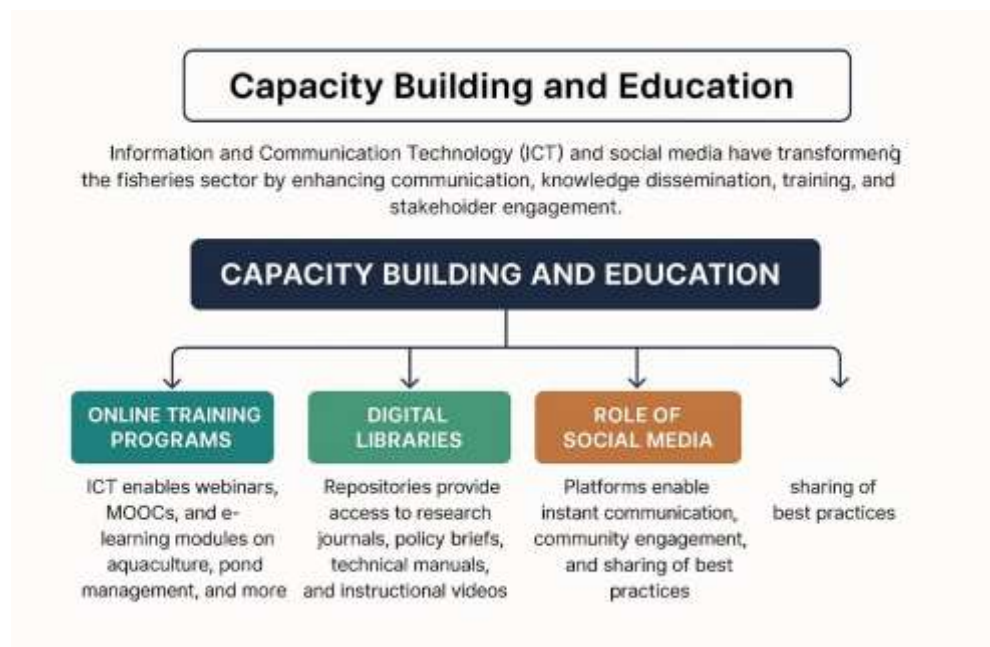 Capacity Building and Education
Information and Communication Technology (ICT) and social media have transformenq
the fisheries sector by enhancing communication, knowledge dissemination, training, and
stakehoider engagement.
CAPACITY BUILDING AND EDUCATION
ONLINE TRAINING
PROGRAMS
ICT enables webinars,
MOOCs, and e-
learning modules on
aquaculture, pond
management, and more
DIGITAL
LIBRARIES
Repositories provide
access to research
journals, policy briefs,
technical manuals,
and instructional videos
ROLE OF
SOCIAL MEDIA
Platforms enable
instant communication,
community engagement,
and sharing of best
practices
sharing of
best practices